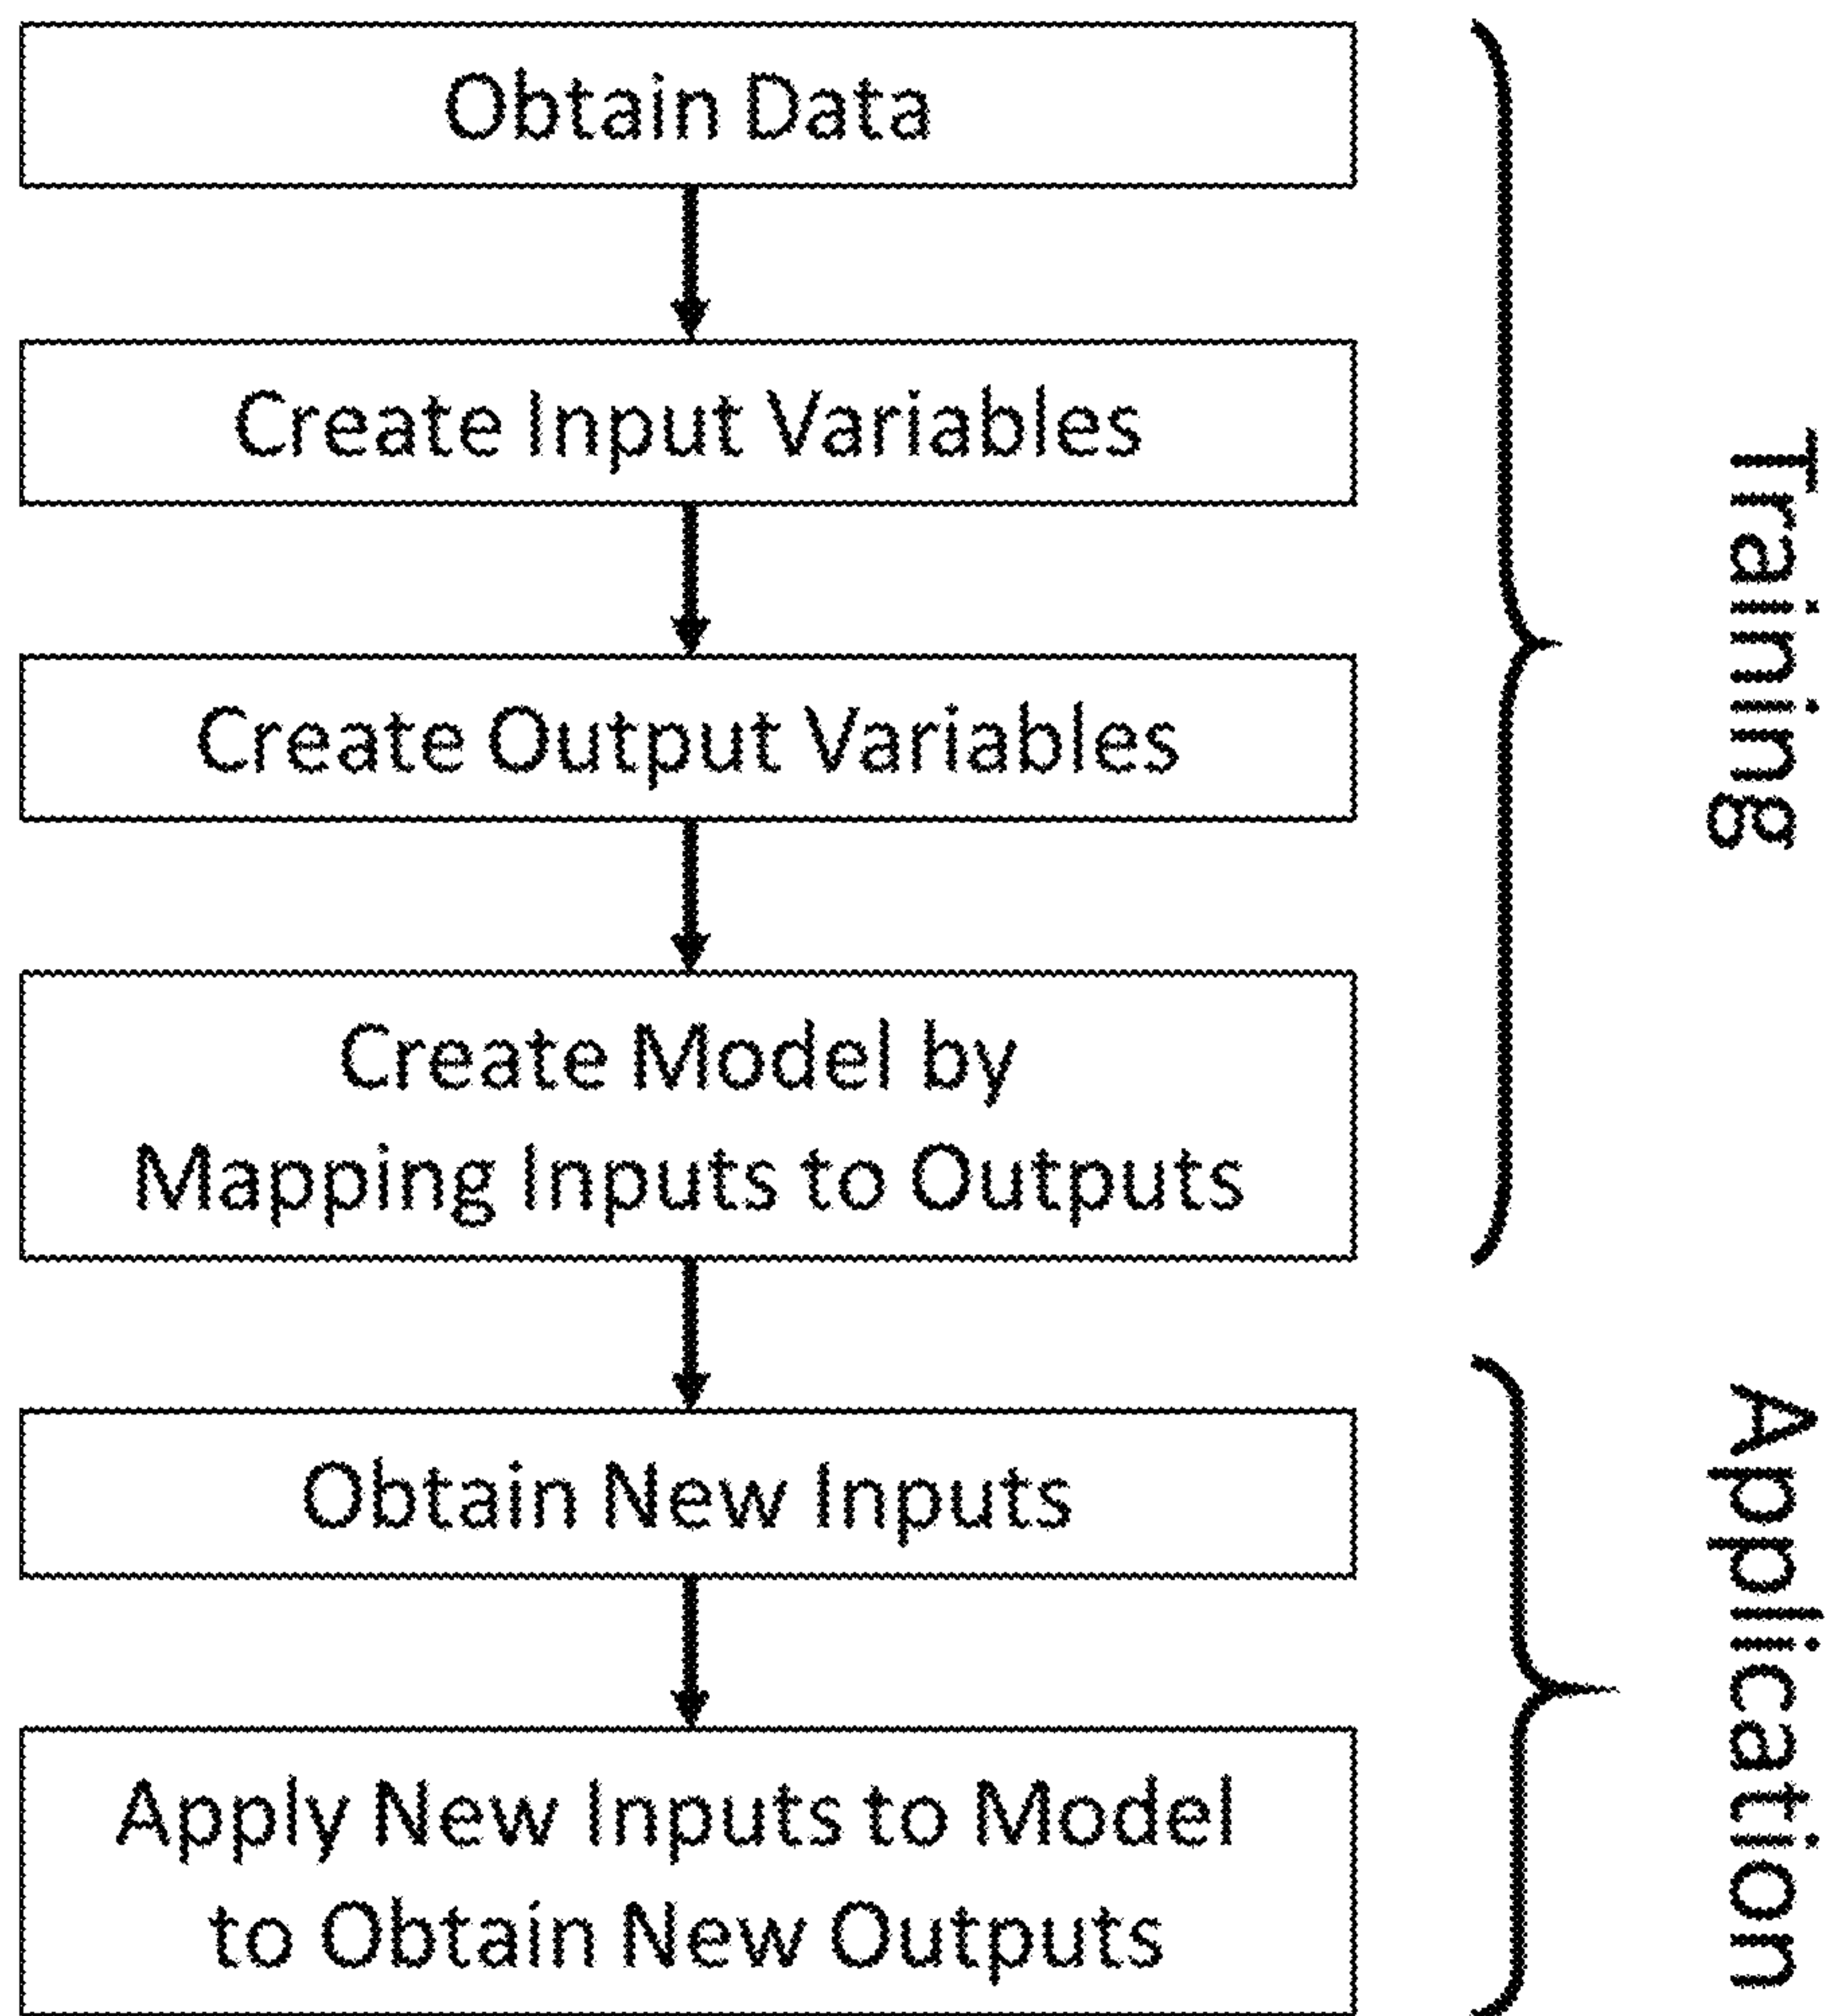 Obtain Data
Create Input Variables
Create Output Variables
Create Model by
Mapping Inputs to Outputs
Training
Obtain New Inputs
Apply New Inputs to Model
to Obtain New Outputs
Application